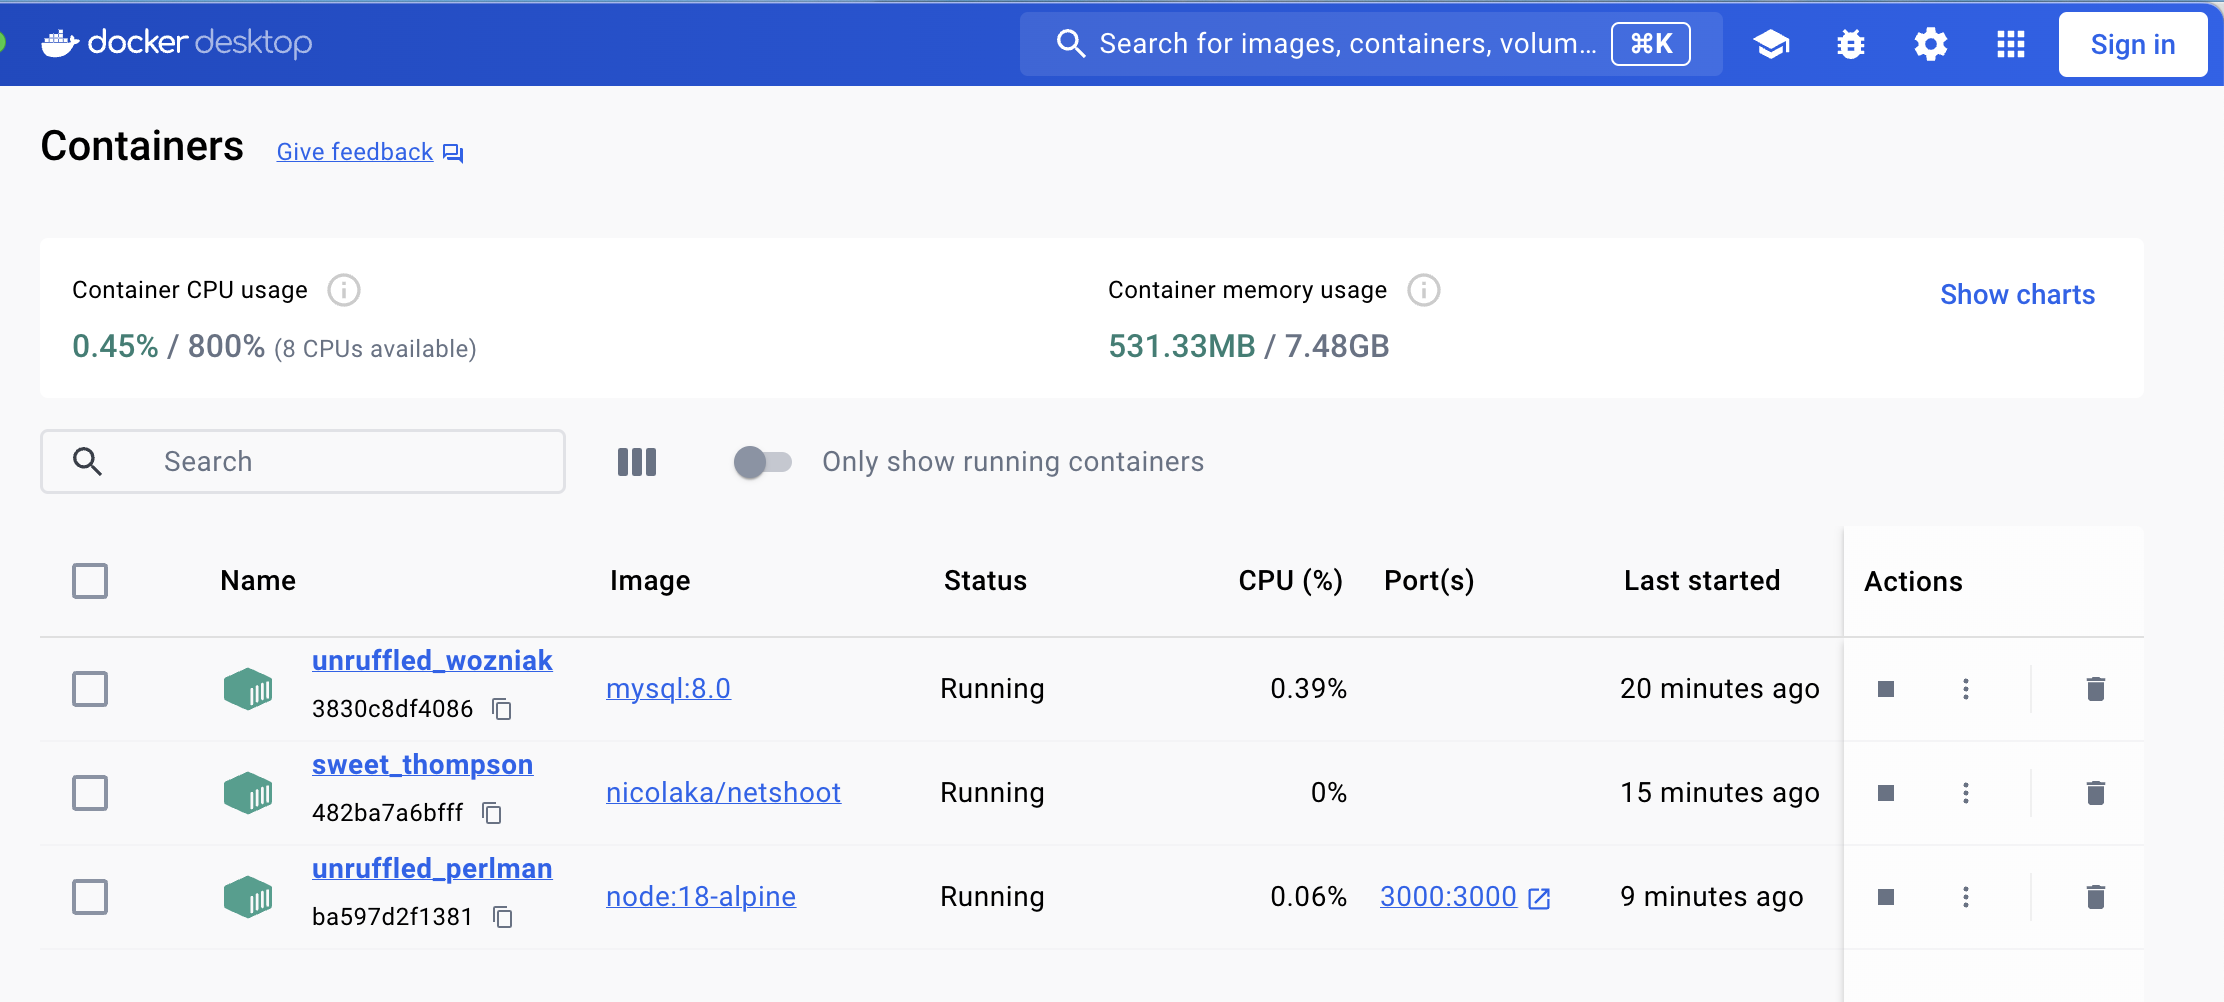 docker desktop
Search for images, containers, volum... ⌘K
Sign in
Containers Give feedback
Container CPU usage
0.45% / 800% (8 CPUs available)
Container memory usage
531.33MB / 7.48GB
Show charts
Search
Only show running containers
Name Image Status CPU (%) Port(s) Last started Actions
unruffled_wozniak
3830c8df4086
mysql:8.0 Running 0.39% 20 minutes ago
sweet_thompson
482ba7a6bfff
nicolaka/netshoot Running 0% 15 minutes ago
unruffled_perlman
ba597d2f1381
node:18-alpine Running 0.06% 3000:3000 9 minutes ago